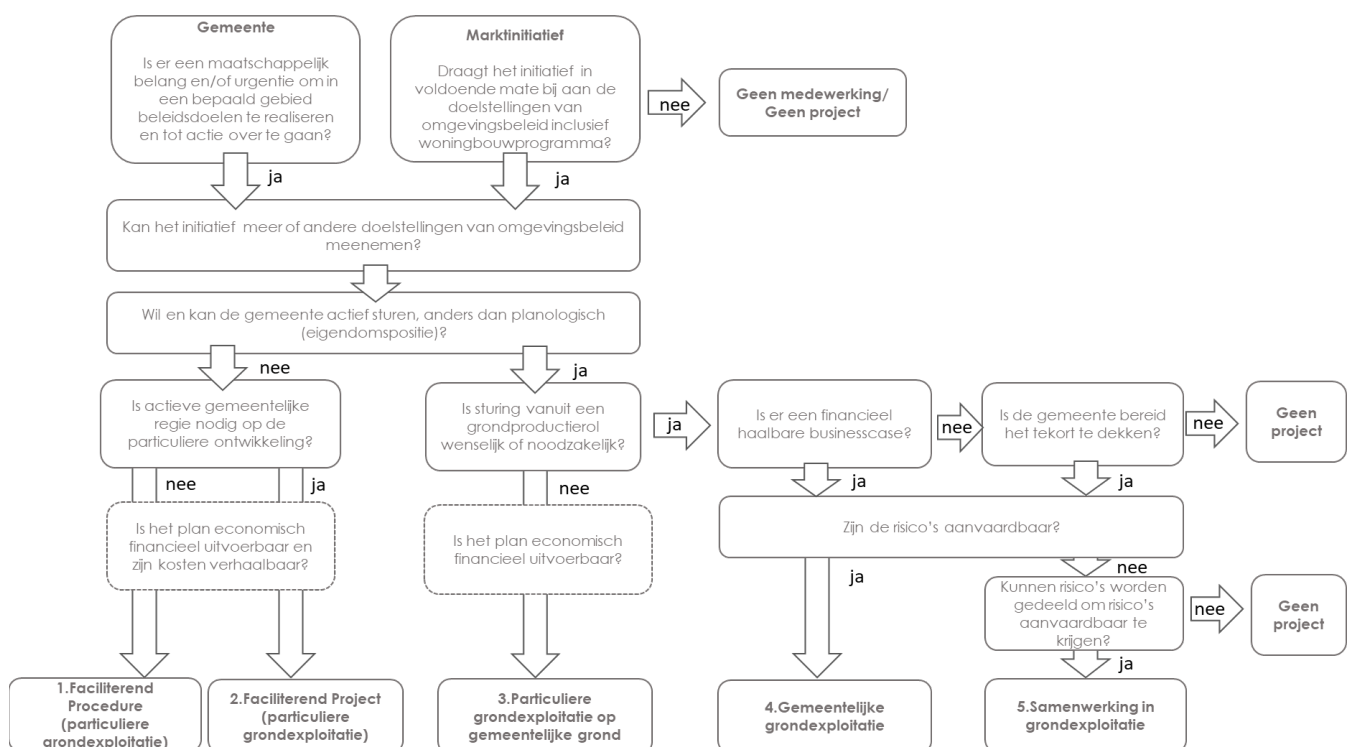 Gemeente
Is er een maatschappelijk
belang en/of urgentie om in
een bepaald gebied
beleidsdoelen te realiseren
en tot actie over te gaan?
Marktinitiatief
Draagt het initiatief in
voldoende mate bij aan de
doelstellingen van
omgevingsbeleid inclusief
woningbouwprogramma?
nee
Geen medewerking/
Geen project
ja
ja
Kan het initiatief meer of andere doelstellingen van omgevingsbeleid
meenemen?
Wil en kan de gemeente actief sturen, anders dan planologisch
(eigendomspositie)?
nee
ja
Is actieve gemeentelijke
regie nodig op de
particuliere ontwikkeling?
Is sturing vanuit een
grondproductierol
wenselijk of noodzakelijk?
ja
Is er een financieel
haalbare businesscase?
nee
Is de gemeente bereid
het tekort te dekken?
nee
Geen
project
nee
ja
nee
ja
ja
Is het plan economisch
financieel uitvoerbaar en
zijn kosten verhaalbaar?
Is het plan economisch
financieel uitvoerbaar?
Zijn de risico's aanvaardbaar?
ja
nee
Kunnen risico's worden
gedeeld om risico's
aanvaardbaar te
krijgen?
nee
Geen
project
ja
1.Faciliterend
Procedure
(particuliere
grondexploitatie)
2.Faciliterend Project
(particuliere
grondexploitatie)
3.Particuliere
grondexploitatie op
gemeentelijke grond
4.Gemeentelijke
grondexploitatie
5.Samenwerking in
grondexploitatie